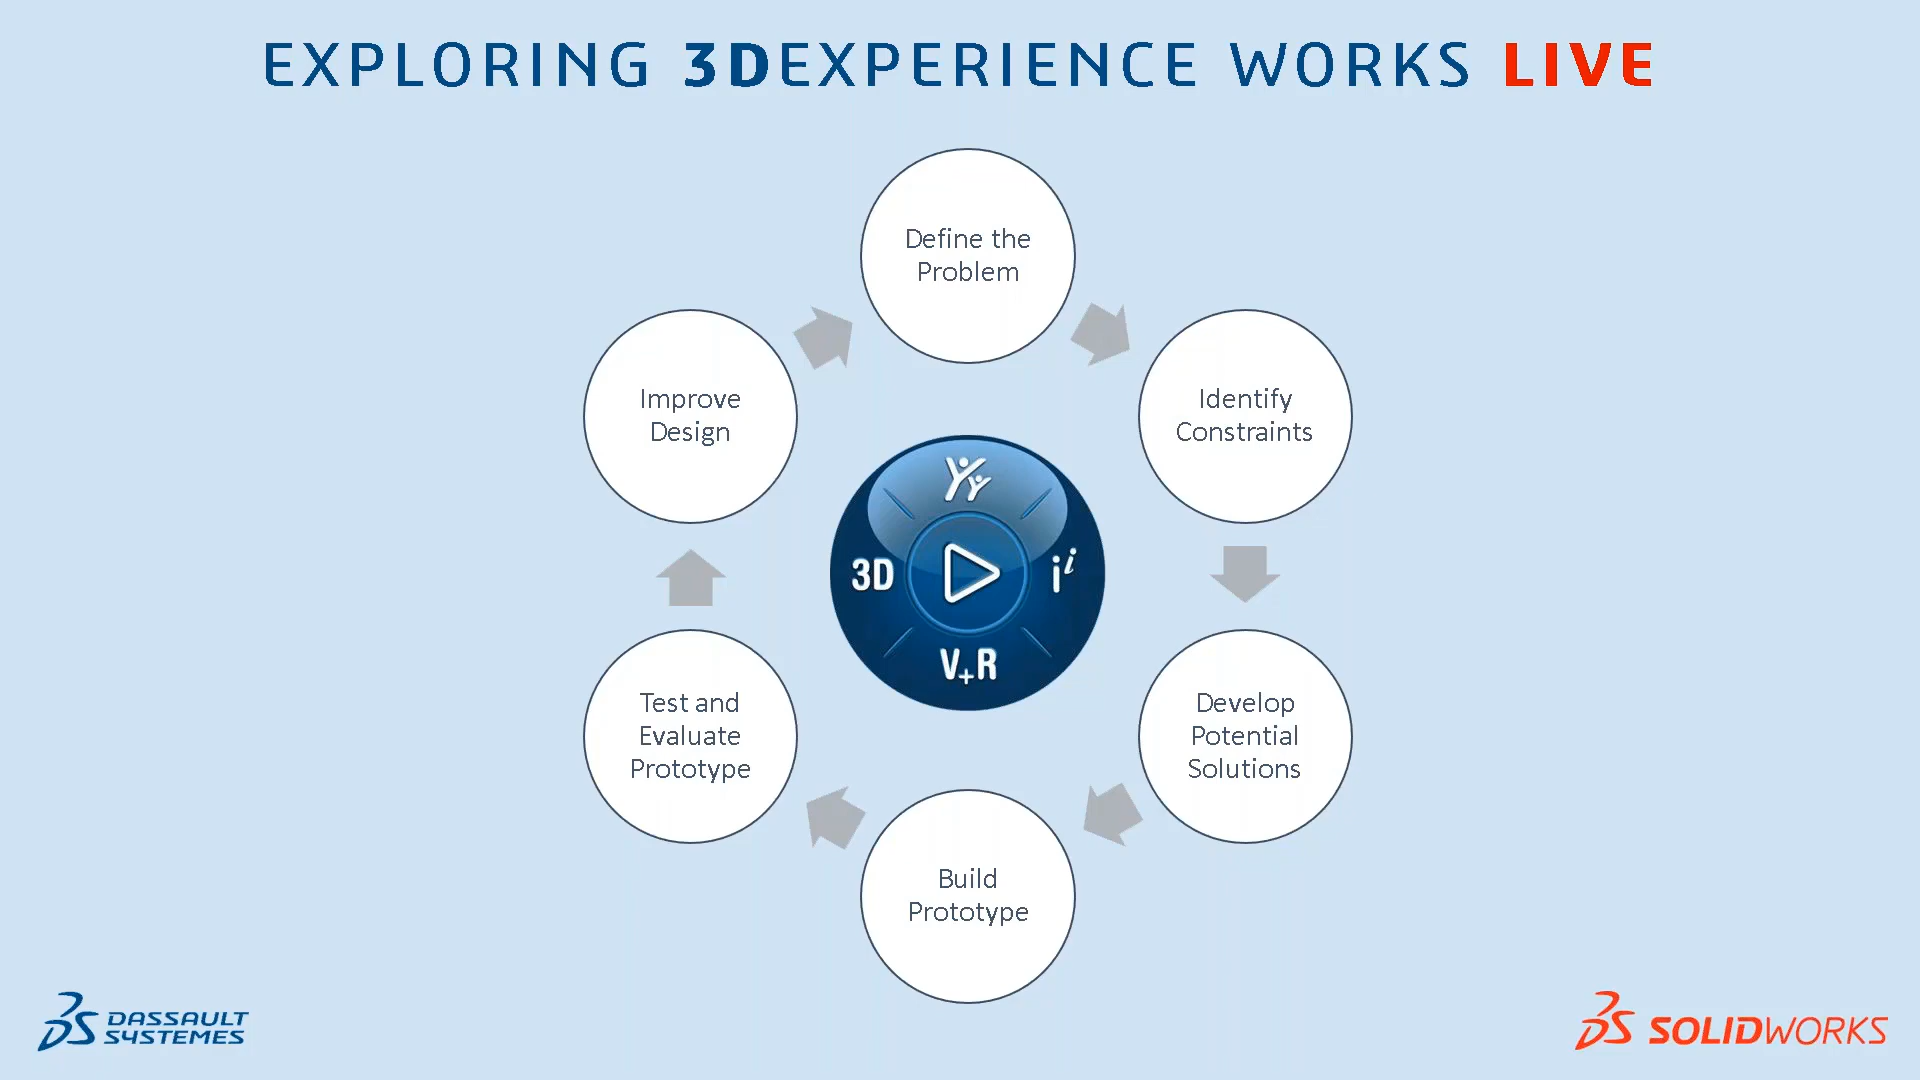 EXPLORING 3DEXPERIENCE WORKS LIVE
Define the
Problem
Identify
Constraints
Develop
Potential
Solutions
Build
Prototype
Test and
Evaluate
Prototype
Improve
Design
3D
i i
V+R
DASSAULT
SYSTEMES
SOLIDWORKS